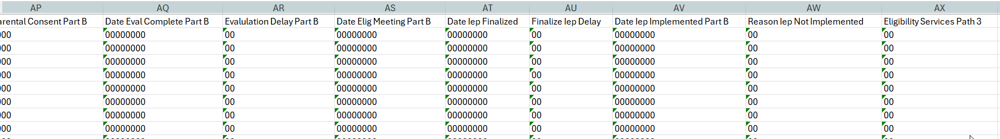 AP AQ AR AS AT AU AV AW AX
Consent Part B Date Eval Complete Part B Evalulation Delay Part B Date Elig Meeting Part B Date Iep Finalized Finalize Iep Delay Date Iep Implemented Part B Reason Iep Not Implemented Eligibility Services Path 3
00 00000000 00 00000000 00000000 00 00000000 00 00
00 00000000 00 00000000 00000000 00 00000000 00 00
00 00000000 00 00000000 00000000 00 00000000 00 00
00 00000000 00 00000000 00000000 00 00000000 00 00
00 00000000 00 00000000 00000000 00 00000000 00 00
00 00000000 00 00000000 00000000 00 00000000 00 00
00 00000000 00 00000000 00000000 00 00000000 00 00
00 00000000 00 00000000 00000000 00 00000000 00 00